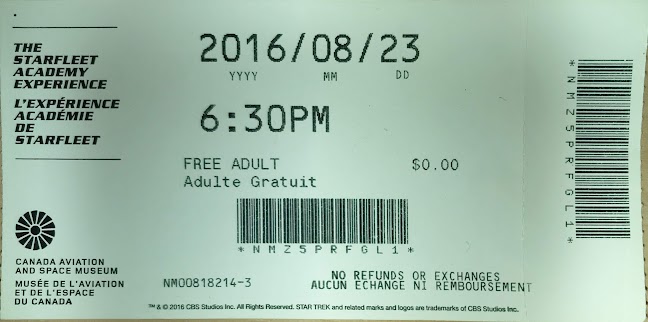 THE
STARFLEET
ACADEMY
EXPERIENCE
L'EXPÉRIENCE
ACADÉMIE
DE
STARFLEET
CANADA AVIATION
AND SPACE MUSEUM
MUSÉE DE L'AVIATION
ET DE L'ESPACE
DU CANADA
2016/08/23
YYYY MM DD
6:30PM
FREE ADULT $0.00
Adulte Gratuit
*NMZ5PRFGL1*
NM00818214-3
NO REFUNDS OR EXCHANGES
AUCUN ÉCHANGE NI REMBOURSEMENT
™ & © 2016 CBS Studios Inc. All Rights Reserved. STAR TREK and related marks and logos are trademarks of CBS Studios Inc.
*NMZ5PRFGL1*